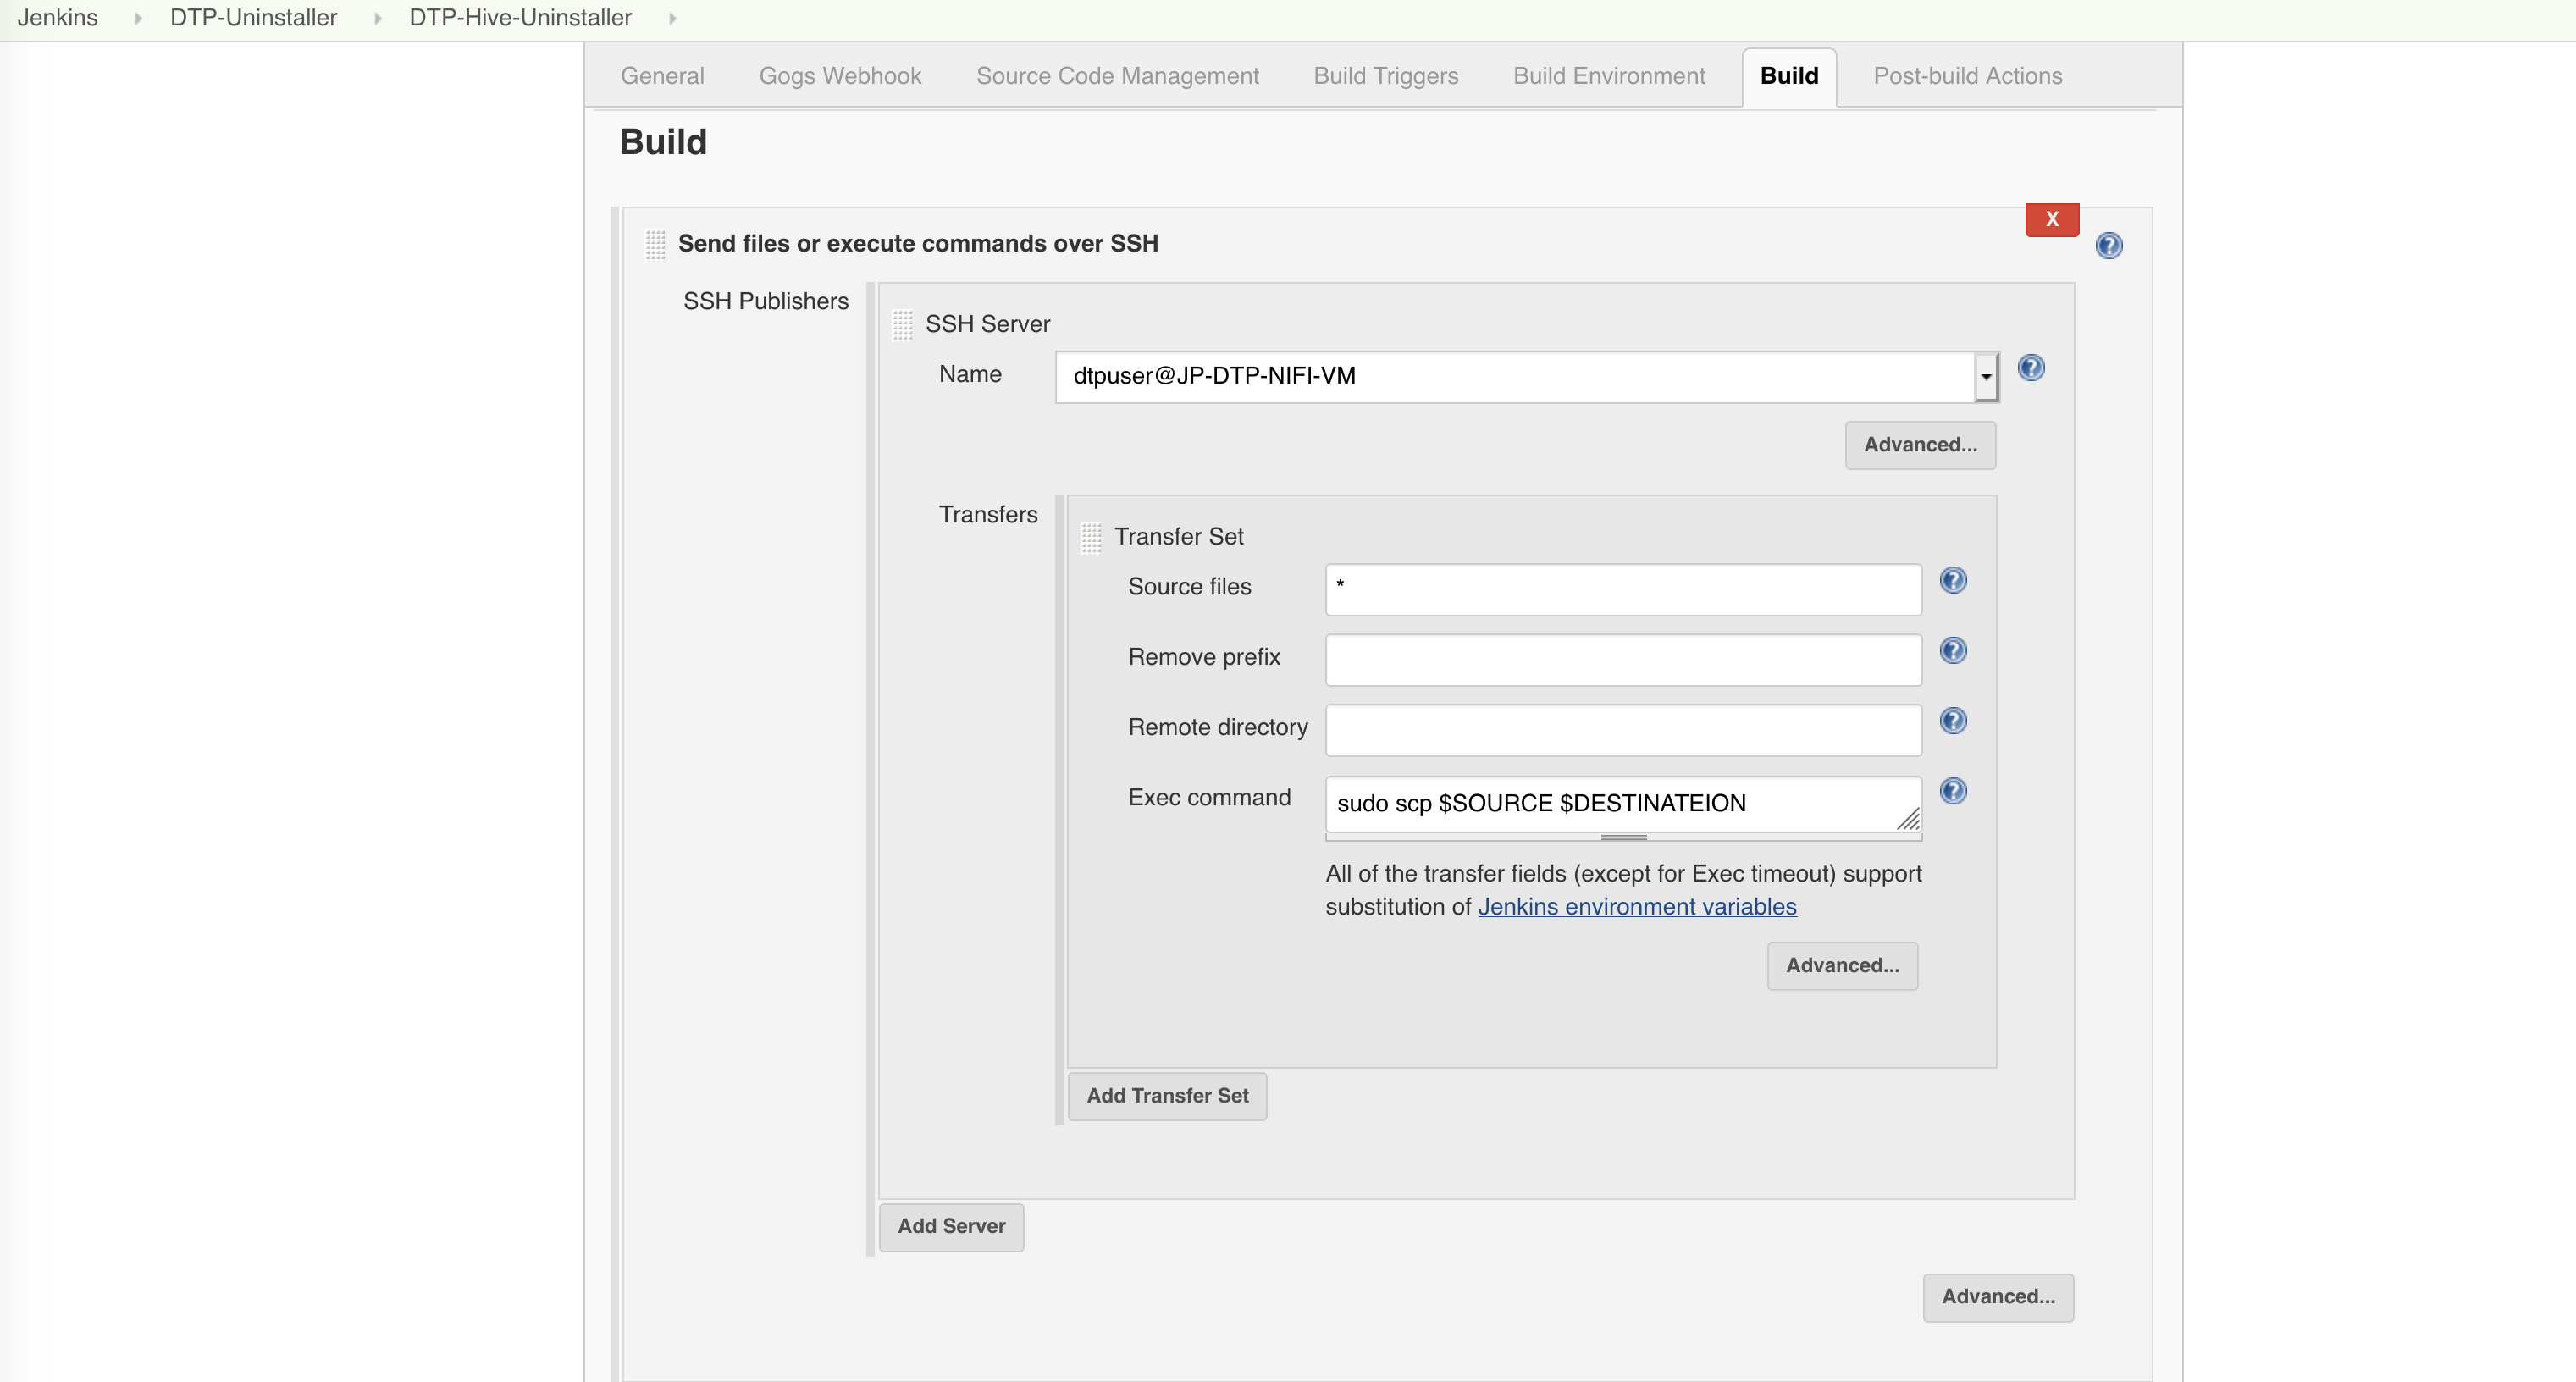 Jenkins DTP-Uninstaller DTP-Hive-Uninstaller
General Gogs Webhook Source Code Management Build Triggers Build Environment Build Post-build Actions
Build
X
Send files or execute commands over SSH
SSH Publishers
SSH Server
Name dtpuser@JP-DTP-NIFI-VM
Advanced...
Transfers
Transfer Set
Source files *
Remove prefix
Remote directory
Exec command sudo scp $SOURCE $DESTINATEION
All of the transfer fields (except for Exec timeout) support
substitution of Jenkins environment variables
Advanced...
Add Transfer Set
Add Server
Advanced...